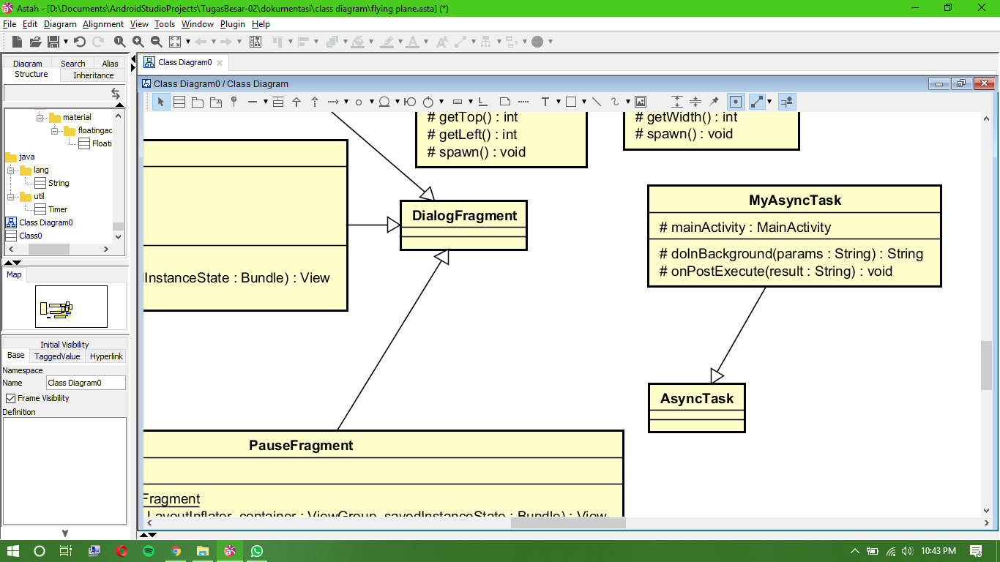 Astah - [D:\Documents\AndroidStudioProjects\TugasBesar-02\dokumentasi\class diagram\flying plane.asta] (*)
File Edit Diagram Alignment View Tools Window Plugin Help
Diagram Search Alias
Structure Inheritance
material
floatingac
Floati
java
lang
String
util
Timer
Class Diagram0
Class0
Map
Initial Visibility
Base TaggedValue Hyperlink
Namespace
Name Class Diagram0
Frame Visibility
Definition
Class Diagram0
Class Diagram0 / Class Diagram
# getTop() : int
# getLeft() : int
# spawn() : void
# getWidth() : int
# spawn() : void
InstanceState : Bundle) : View
DialogFragment
MyAsyncTask
# mainActivity : MainActivity
# doInBackground(params : String) : String
# onPostExecute(result : String) : void
AsyncTask
PauseFragment
Fragment
LayoutInflater, container : ViewGroup, savedInstanceState : Bundle) : View
10:43 PM